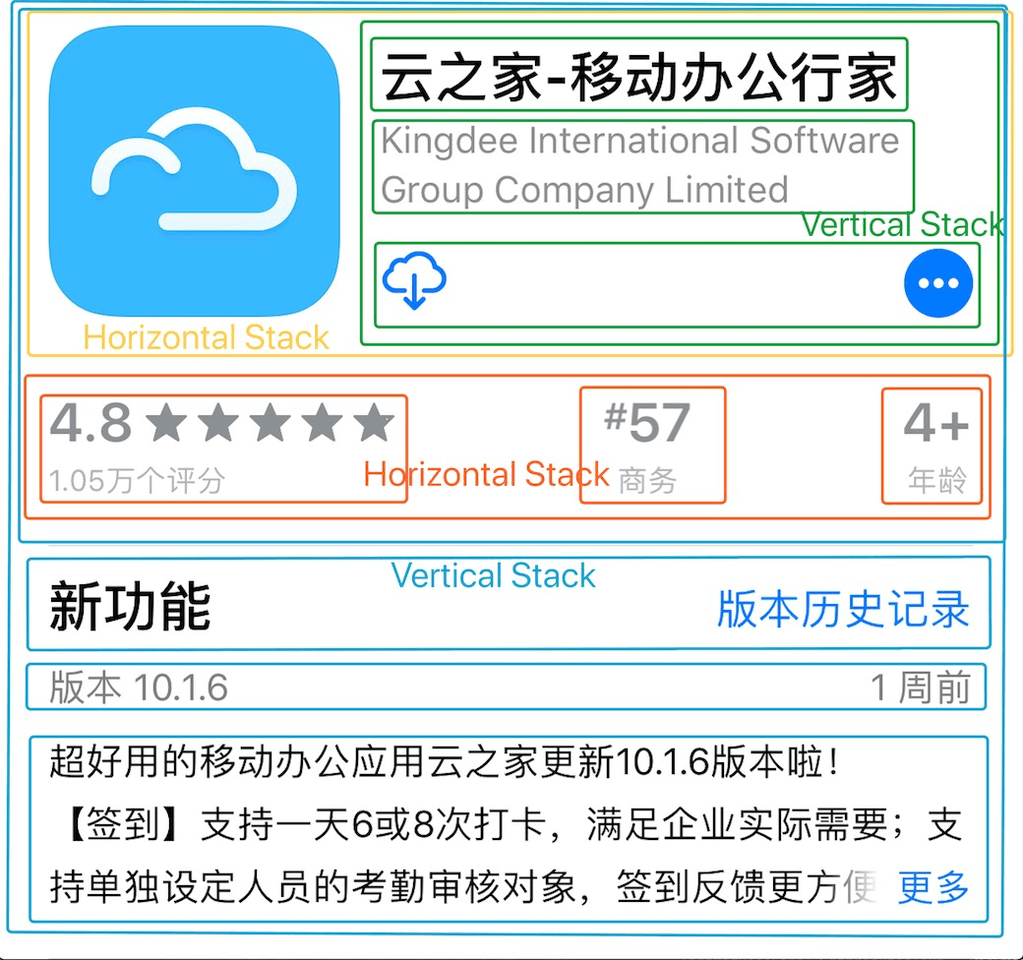 云之家-移动办公行家
Kingdee International Software
Group Company Limited
Vertical Stack
Horizontal Stack
4.8 ★★★★★
#57
4+
1.05万个评分
Horizontal Stack
商务
年龄
Vertical Stack
新功能
版本历史记录
版本 10.1.6
1 周前
超好用的移动办公应用云之家更新10.1.6版本啦！
【签到】支持一天6或8次打卡，满足企业实际需要；支
持单独设定人员的考勤审核对象，签到反馈更方便 更多